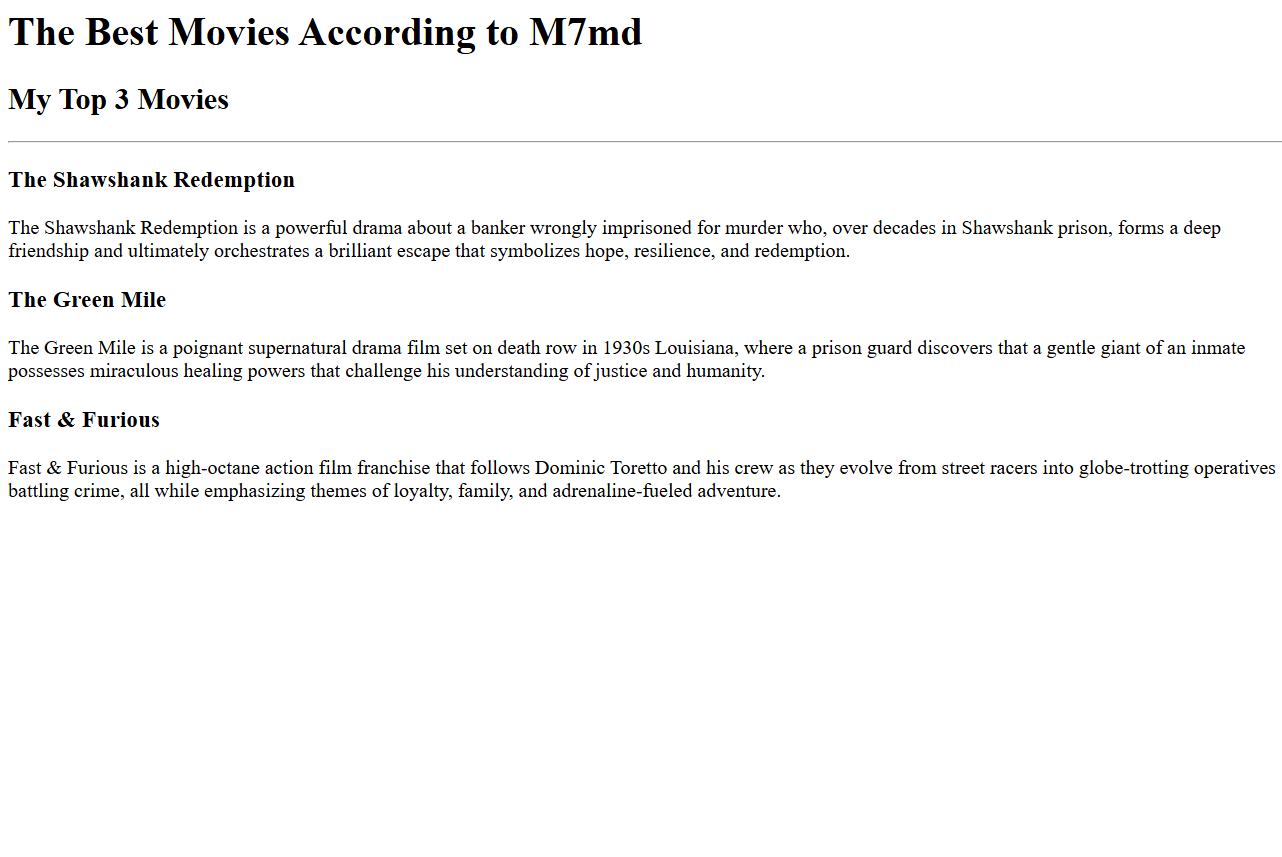 The Best Movies According to M7md
My Top 3 Movies
The Shawshank Redemption
The Shawshank Redemption is a powerful drama about a banker wrongly imprisoned for murder who, over decades in Shawshank prison, forms a deep
friendship and ultimately orchestrates a brilliant escape that symbolizes hope, resilience, and redemption.
The Green Mile
The Green Mile is a poignant supernatural drama film set on death row in 1930s Louisiana, where a prison guard discovers that a gentle giant of an inmate
possesses miraculous healing powers that challenge his understanding of justice and humanity.
Fast & Furious
Fast & Furious is a high-octane action film franchise that follows Dominic Toretto and his crew as they evolve from street racers into globe-trotting operatives
battling crime, all while emphasizing themes of loyalty, family, and adrenaline-fueled adventure.